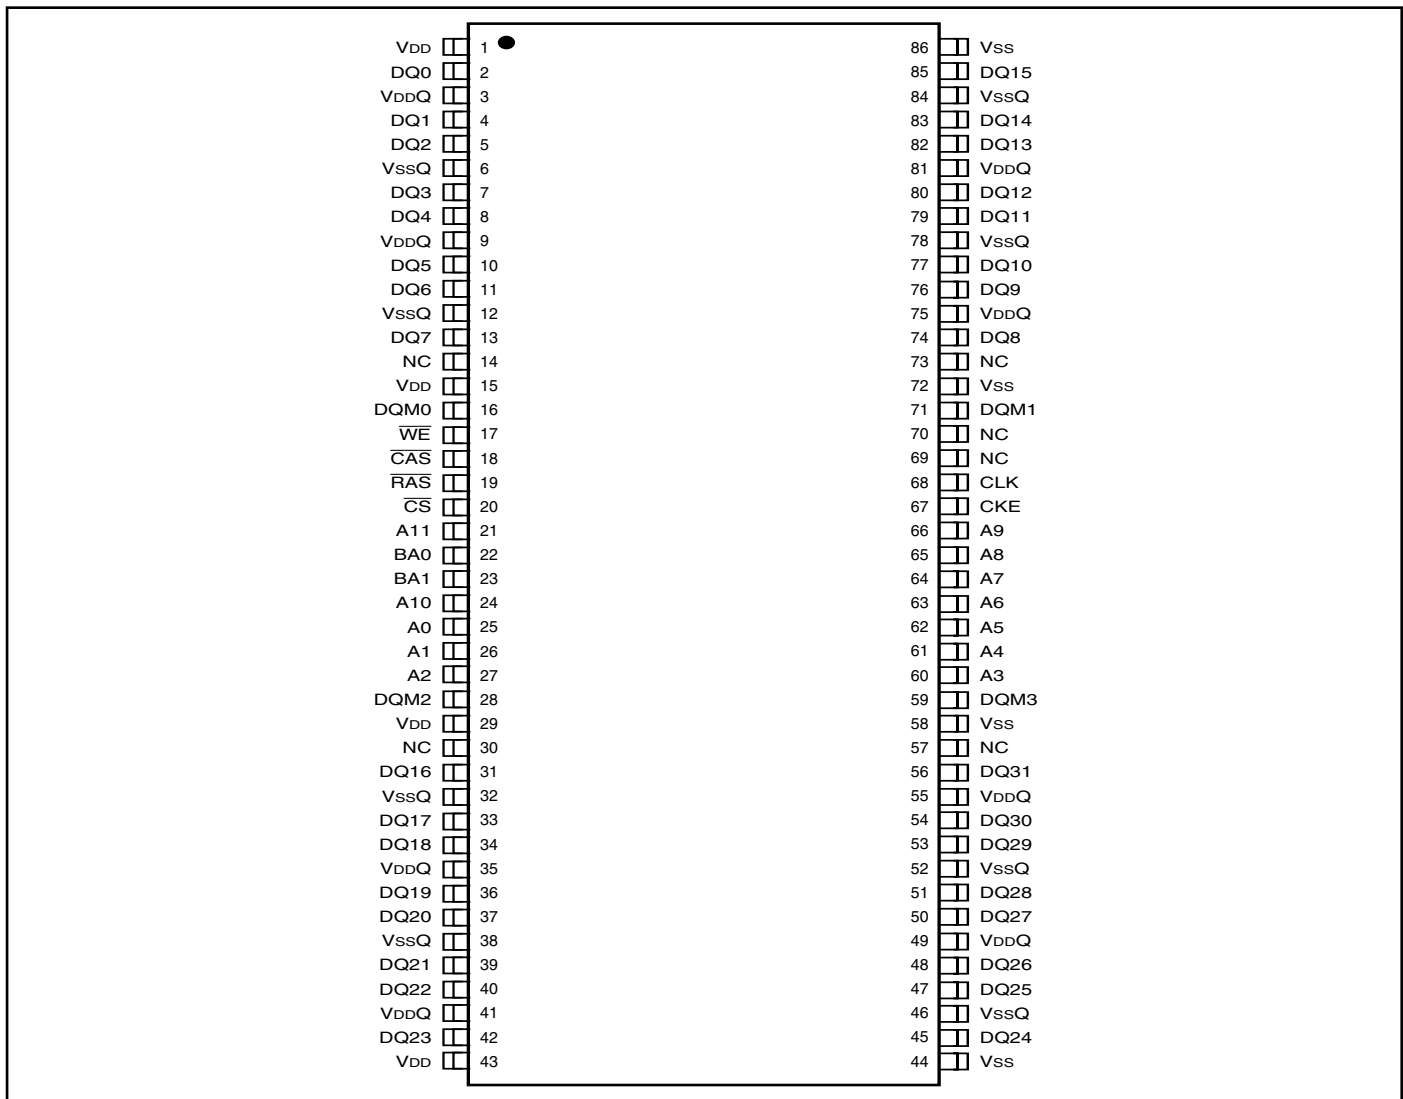 VDD 1 86 VSS
DQ0 2 85 DQ15
VDDQ 3 84 VSSQ
DQ1 4 83 DQ14
DQ2 5 82 DQ13
VSSQ 6 81 VDDQ
DQ3 7 80 DQ12
DQ4 8 79 DQ11
VDDQ 9 78 VSSQ
DQ5 10 77 DQ10
DQ6 11 76 DQ9
VSSQ 12 75 VDDQ
DQ7 13 74 DQ8
NC 14 73 NC
VDD 15 72 VSS
DQM0 16 71 DQM1
W̅E̅ 17 70 NC
C̅A̅S̅ 18 69 NC
R̅A̅S̅ 19 68 CLK
C̅S̅ 20 67 CKE
A11 21 66 A9
BA0 22 65 A8
BA1 23 64 A7
A10 24 63 A6
A0 25 62 A5
A1 26 61 A4
A2 27 60 A3
DQM2 28 59 DQM3
VDD 29 58 VSS
NC 30 57 NC
DQ16 31 56 DQ31
VSSQ 32 55 VDDQ
DQ17 33 54 DQ30
DQ18 34 53 DQ29
VDDQ 35 52 VSSQ
DQ19 36 51 DQ28
DQ20 37 50 DQ27
VSSQ 38 49 VDDQ
DQ21 39 48 DQ26
DQ22 40 47 DQ25
VDDQ 41 46 VSSQ
DQ23 42 45 DQ24
VDD 43 44 VSS